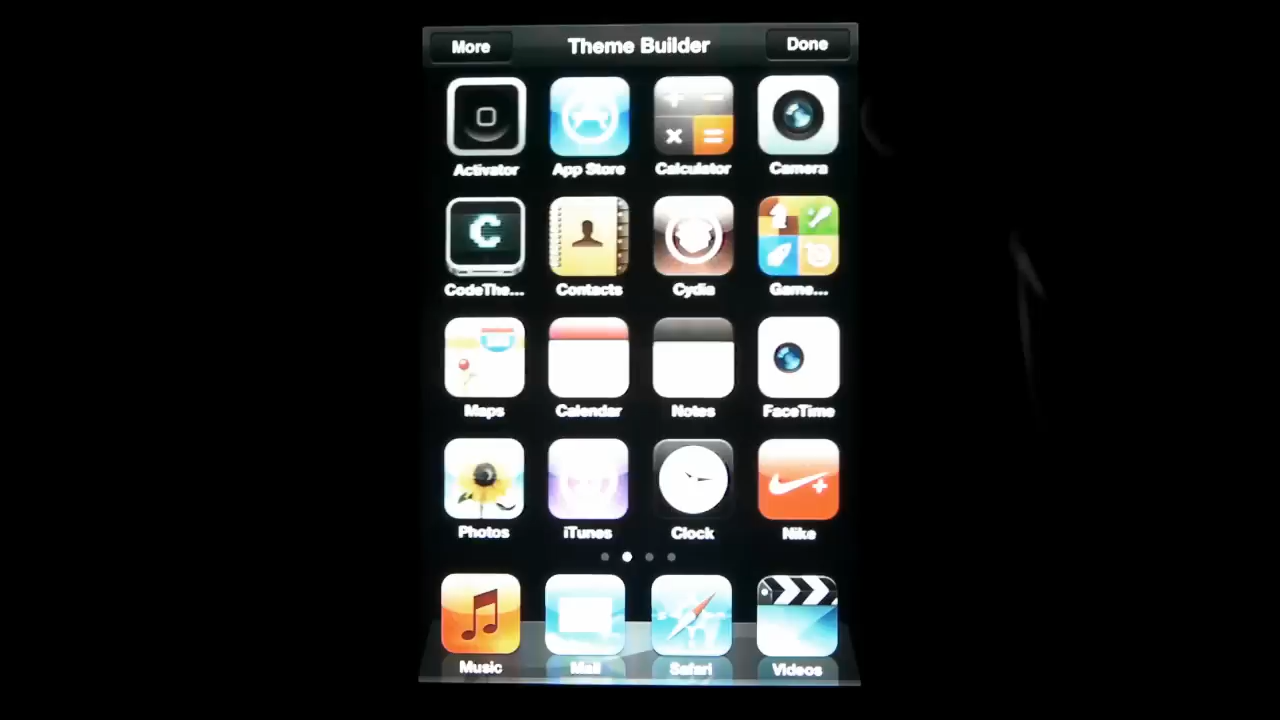 More Theme Builder Done
Activator App Store Calculator Camera
C
CodeThe... Contacts Cydia Game...
Maps Calendar Notes FaceTime
Photos iTunes Clock Nike
Music Mail Safari Videos